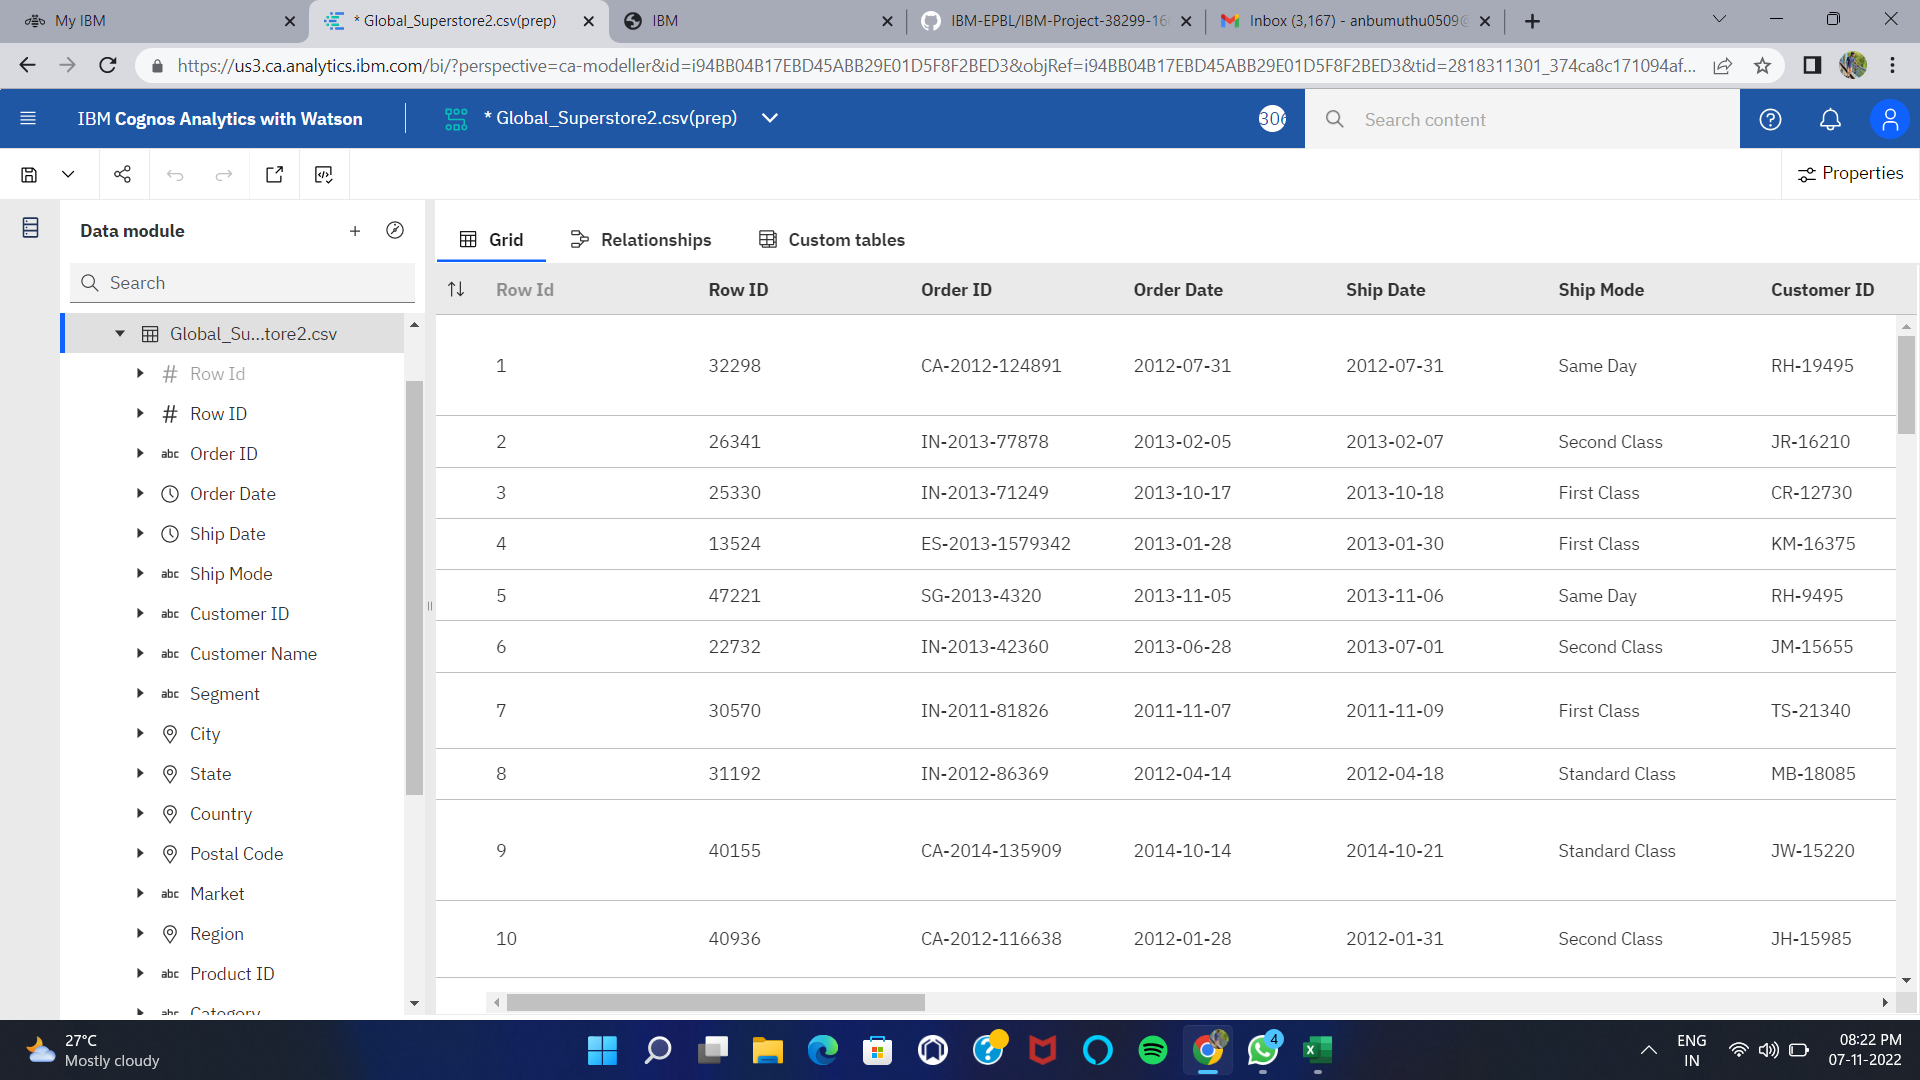 My IBM
* Global_Superstore2.csv(prep)
IBM
IBM-EPBL/IBM-Project-38299-16
Inbox (3,167) - anbumuthu0509@
https://us3.ca.analytics.ibm.com/bi/?perspective=ca-modeller&id=i94BB04B17EBD45ABB29E01D5F8F2BED3&objRef=i94BB04B17EBD45ABB29E01D5F8F2BED3&tid=2818311301_374ca8c171094af...
IBM Cognos Analytics with Watson
* Global_Superstore2.csv(prep)
306
Search content
Properties
Data module
Search
Global_Su...tore2.csv
# Row Id
# Row ID
abc Order ID
Order Date
Ship Date
abc Ship Mode
abc Customer ID
abc Customer Name
abc Segment
City
State
Country
Postal Code
abc Market
Region
abc Product ID
abc Category
Grid Relationships Custom tables
Row Id Row ID Order ID Order Date Ship Date Ship Mode Customer ID
1 32298 CA-2012-124891 2012-07-31 2012-07-31 Same Day RH-19495
2 26341 IN-2013-77878 2013-02-05 2013-02-07 Second Class JR-16210
3 25330 IN-2013-71249 2013-10-17 2013-10-18 First Class CR-12730
4 13524 ES-2013-1579342 2013-01-28 2013-01-30 First Class KM-16375
5 47221 SG-2013-4320 2013-11-05 2013-11-06 Same Day RH-9495
6 22732 IN-2013-42360 2013-06-28 2013-07-01 Second Class JM-15655
7 30570 IN-2011-81826 2011-11-07 2011-11-09 First Class TS-21340
8 31192 IN-2012-86369 2012-04-14 2012-04-18 Standard Class MB-18085
9 40155 CA-2014-135909 2014-10-14 2014-10-21 Standard Class JW-15220
10 40936 CA-2012-116638 2012-01-28 2012-01-31 Second Class JH-15985
27°C
Mostly cloudy
4
ENG
IN
08:22 PM
07-11-2022